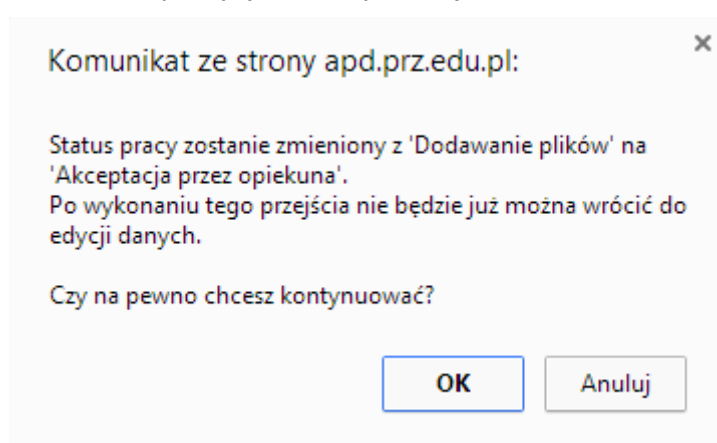 Komunikat ze strony apd.prz.edu.pl:
Status pracy zostanie zmieniony z 'Dodawanie plików' na
'Akceptacja przez opiekuna'.
Po wykonaniu tego przejścia nie będzie już można wrócić do
edycji danych.
Czy na pewno chcesz kontynuować?
OK
Anuluj